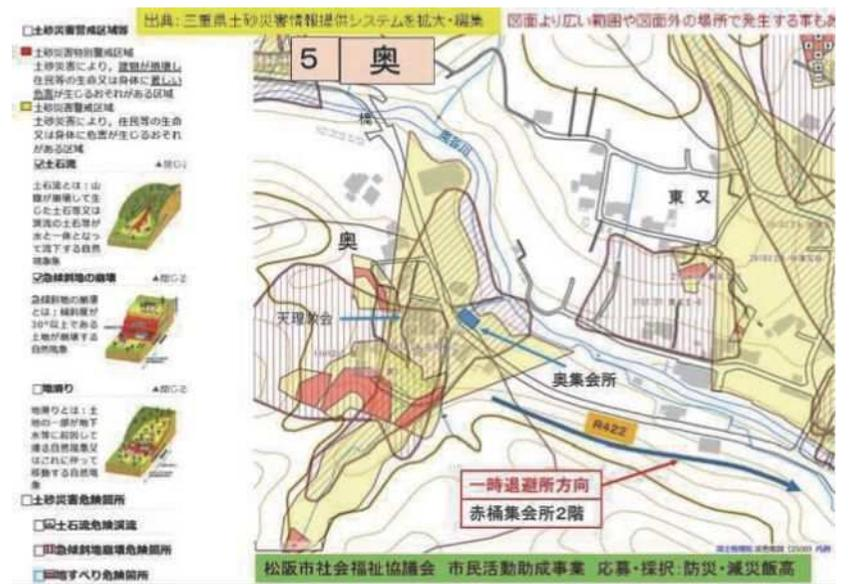 出典：三重県土砂災害情報提供システムを拡大・編集
図面より広い範囲や図面外の場所で発生する事もあ
5 奥
□土砂災害警戒区域等
土砂災害特別警戒区域
土砂災害により、建物が崩壊し
住民等の生命又は身体に著しい
危害が生じるおそれがある区域
土砂災害警戒区域
土砂災害により、住民等の生命
又は身体に危害が生じるおそれ
がある区域
☑土石流
▲閉じる
土石流とは：山
腹が崩壊して生
じた土石等又は
渓流の土石等が
水と一体となっ
て流下する自然
現象
☑急傾斜地の崩壊
▲閉じる
急傾斜地の崩壊
とは：傾斜度が
30°以上である
土地が崩壊する
自然現象
□地滑り
▲閉じる
地滑りとは：土
地の一部が地下
水等に起因して
滑る自然現象又
はこれに伴って
移動する自然現
象
□土砂災害危険箇所
□土石流危険渓流
□急傾斜地崩壊危険箇所
□地すべり危険箇所
橋
奥
東又
天理教会
奥集会所
R422
一時退避所方向
赤桶集会所2階
松阪市社会福祉協議会 市民活動助成事業 応募・採択：防災・減災飯高